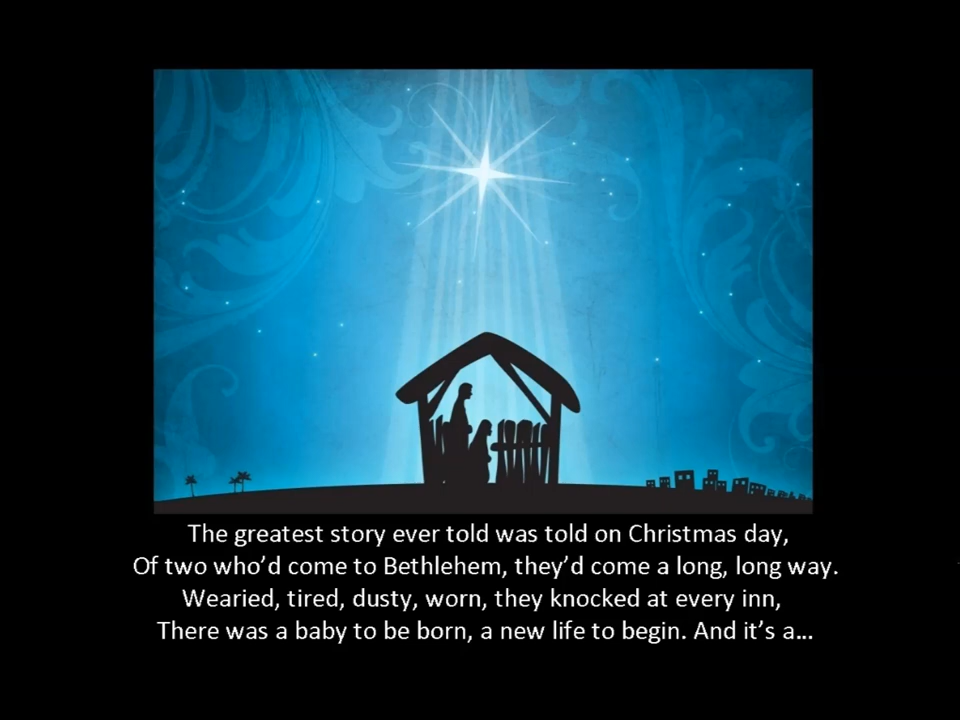 The greatest story ever told was told on Christmas day,
Of two who’d come to Bethlehem, they’d come a long, long way.
Wearied, tired, dusty, worn, they knocked at every inn,
There was a baby to be born, a new life to begin. And it’s a…